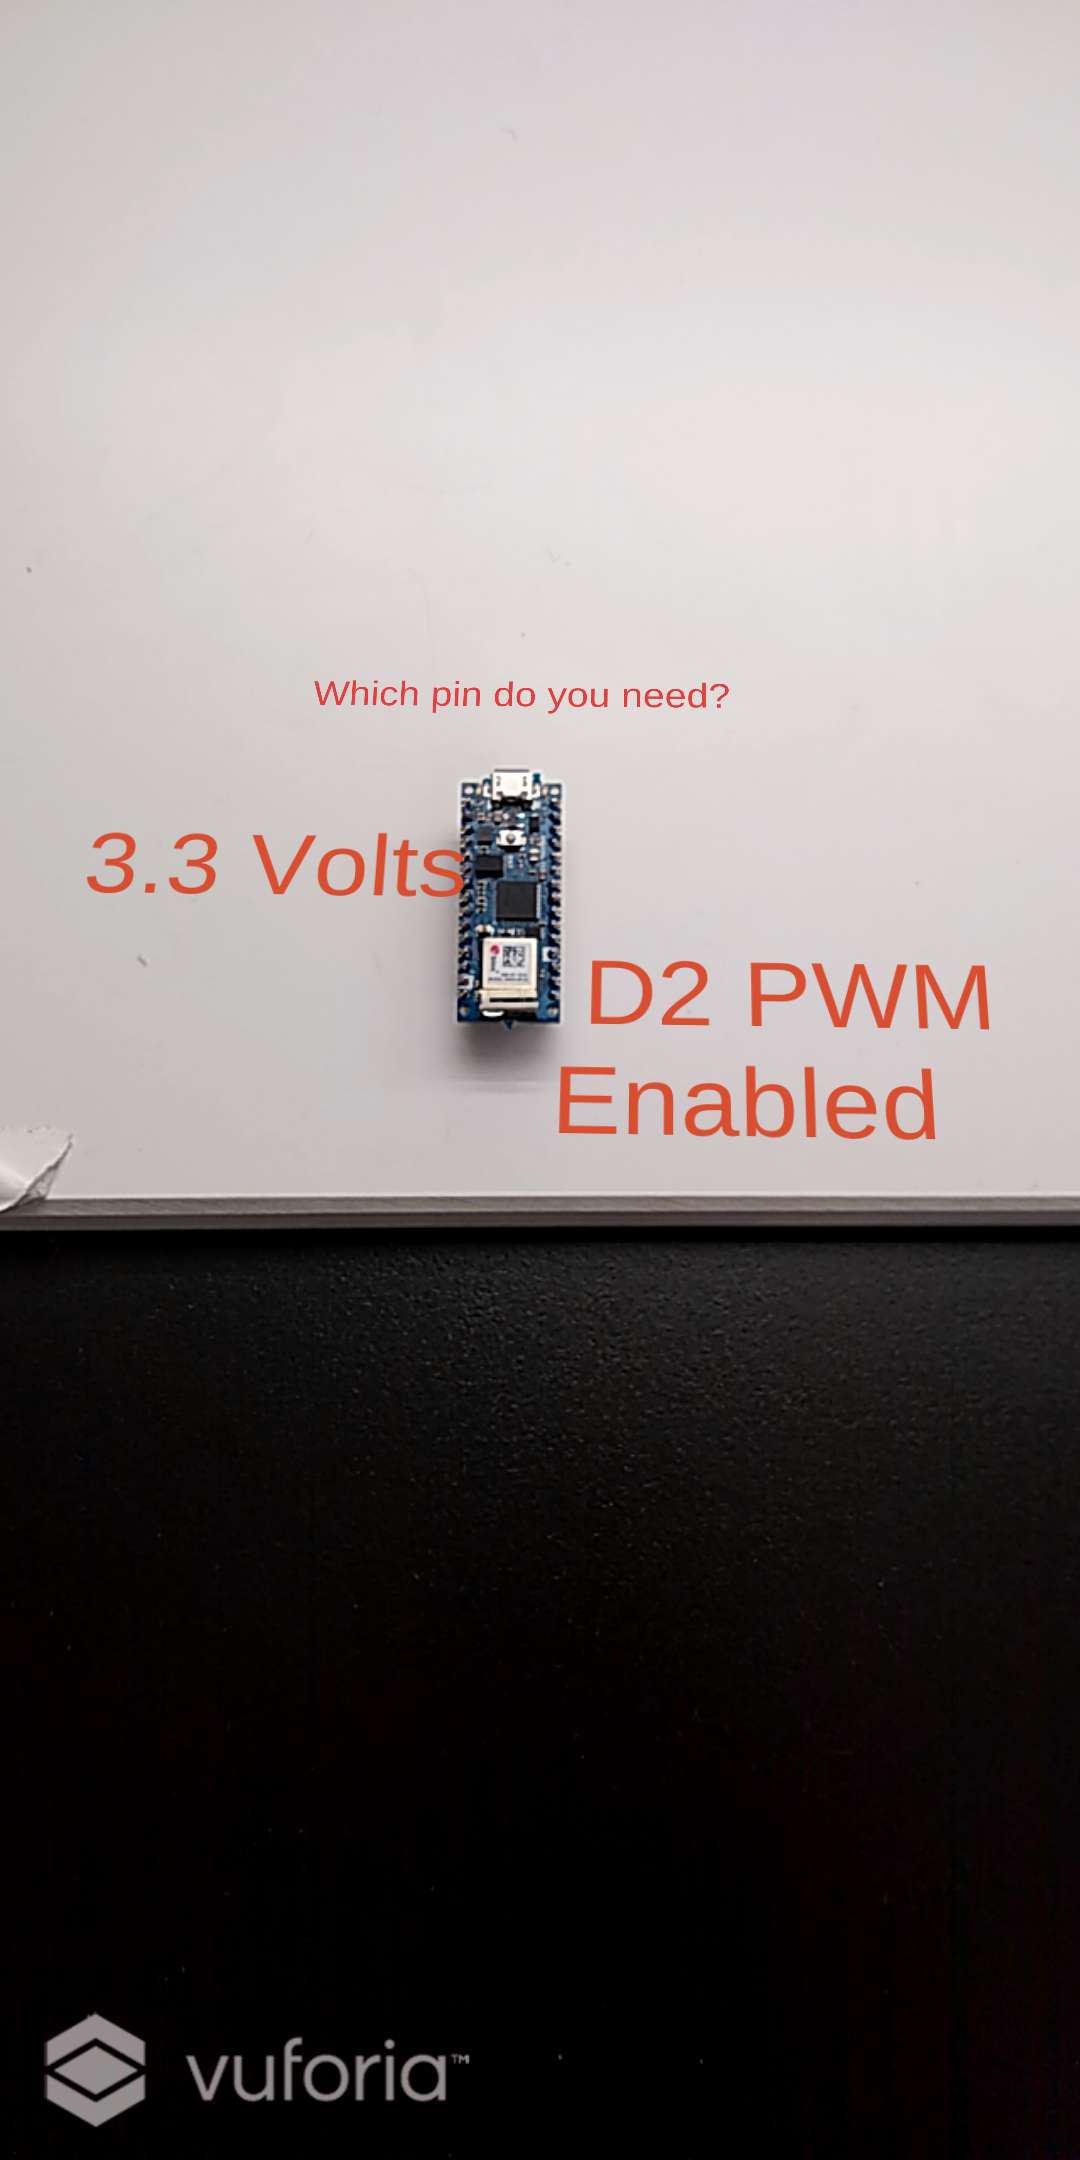 Which pin do you need?
3.3 Volts
D2 PWM
Enabled
vuforia™